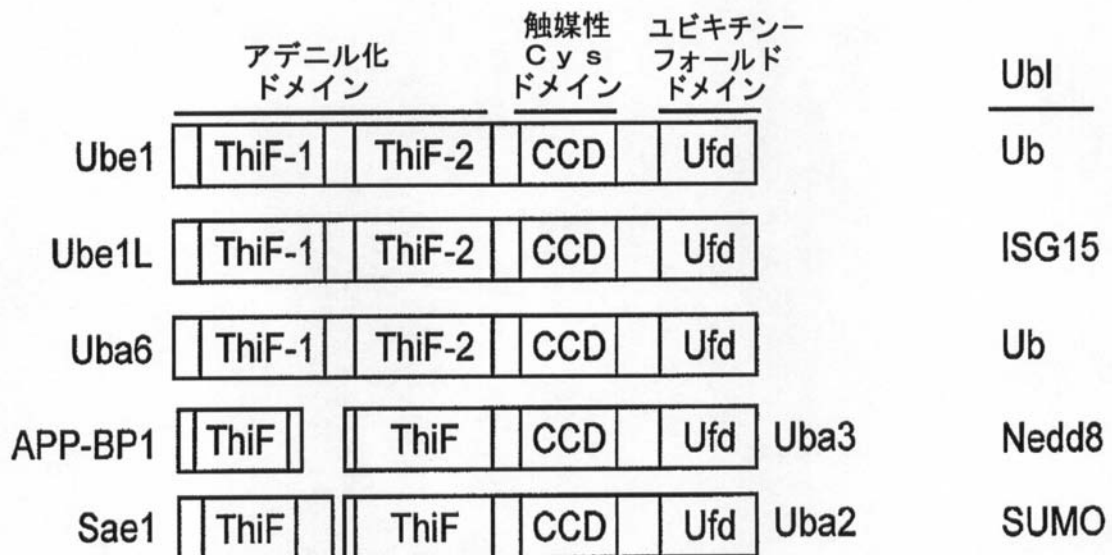 アデニル化
ドメイン
触媒性
Cys
ドメイン
ユビキチンー
フォールド
ドメイン
Ubl
Ube1 ThiF-1 ThiF-2 CCD Ufd Ub
Ube1L ThiF-1 ThiF-2 CCD Ufd ISG15
Uba6 ThiF-1 ThiF-2 CCD Ufd Ub
APP-BP1 ThiF ThiF CCD Ufd Uba3 Nedd8
Sae1 ThiF ThiF CCD Ufd Uba2 SUMO